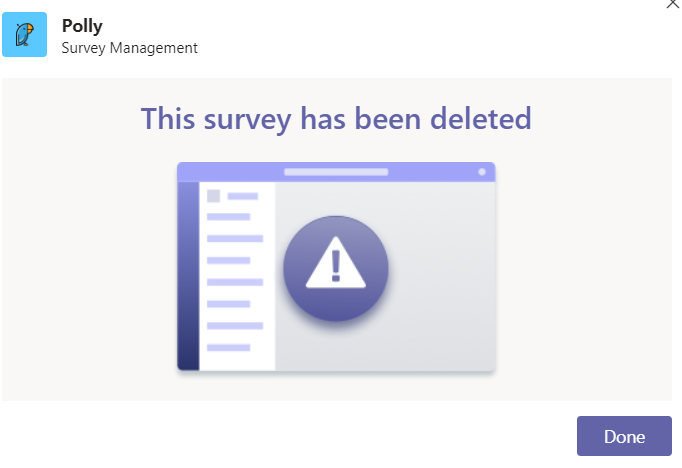 Polly
Survey Management
This survey has been deleted
Done